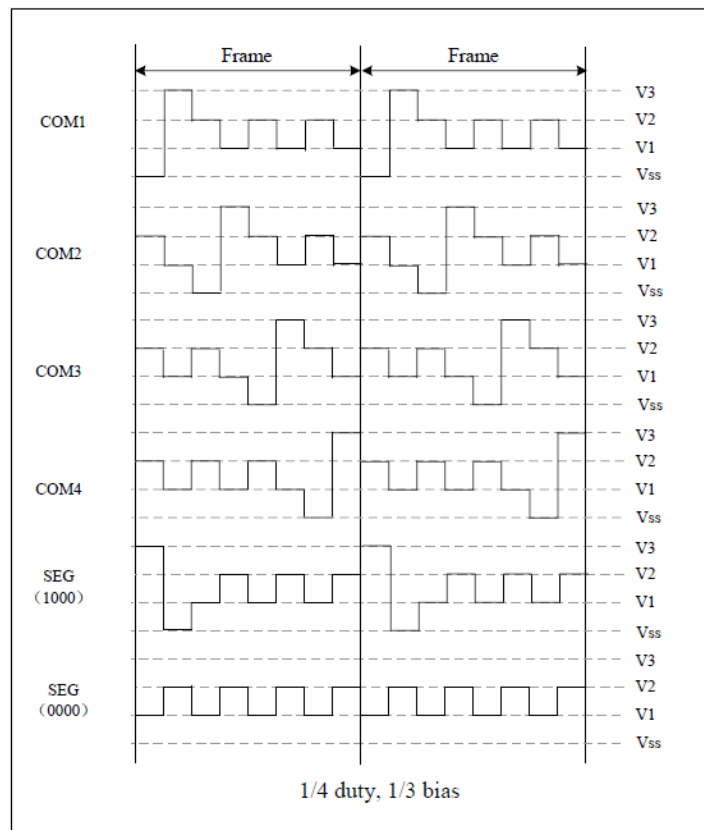 Frame Frame
V3
COM1
V2
V1
Vss
V3
COM2
V2
V1
Vss
V3
COM3
V2
V1
Vss
V3
COM4
V2
V1
Vss
V3
SEG
（1000）
V2
V1
Vss
V3
SEG
（0000）
V2
V1
Vss
1/4 duty, 1/3 bias